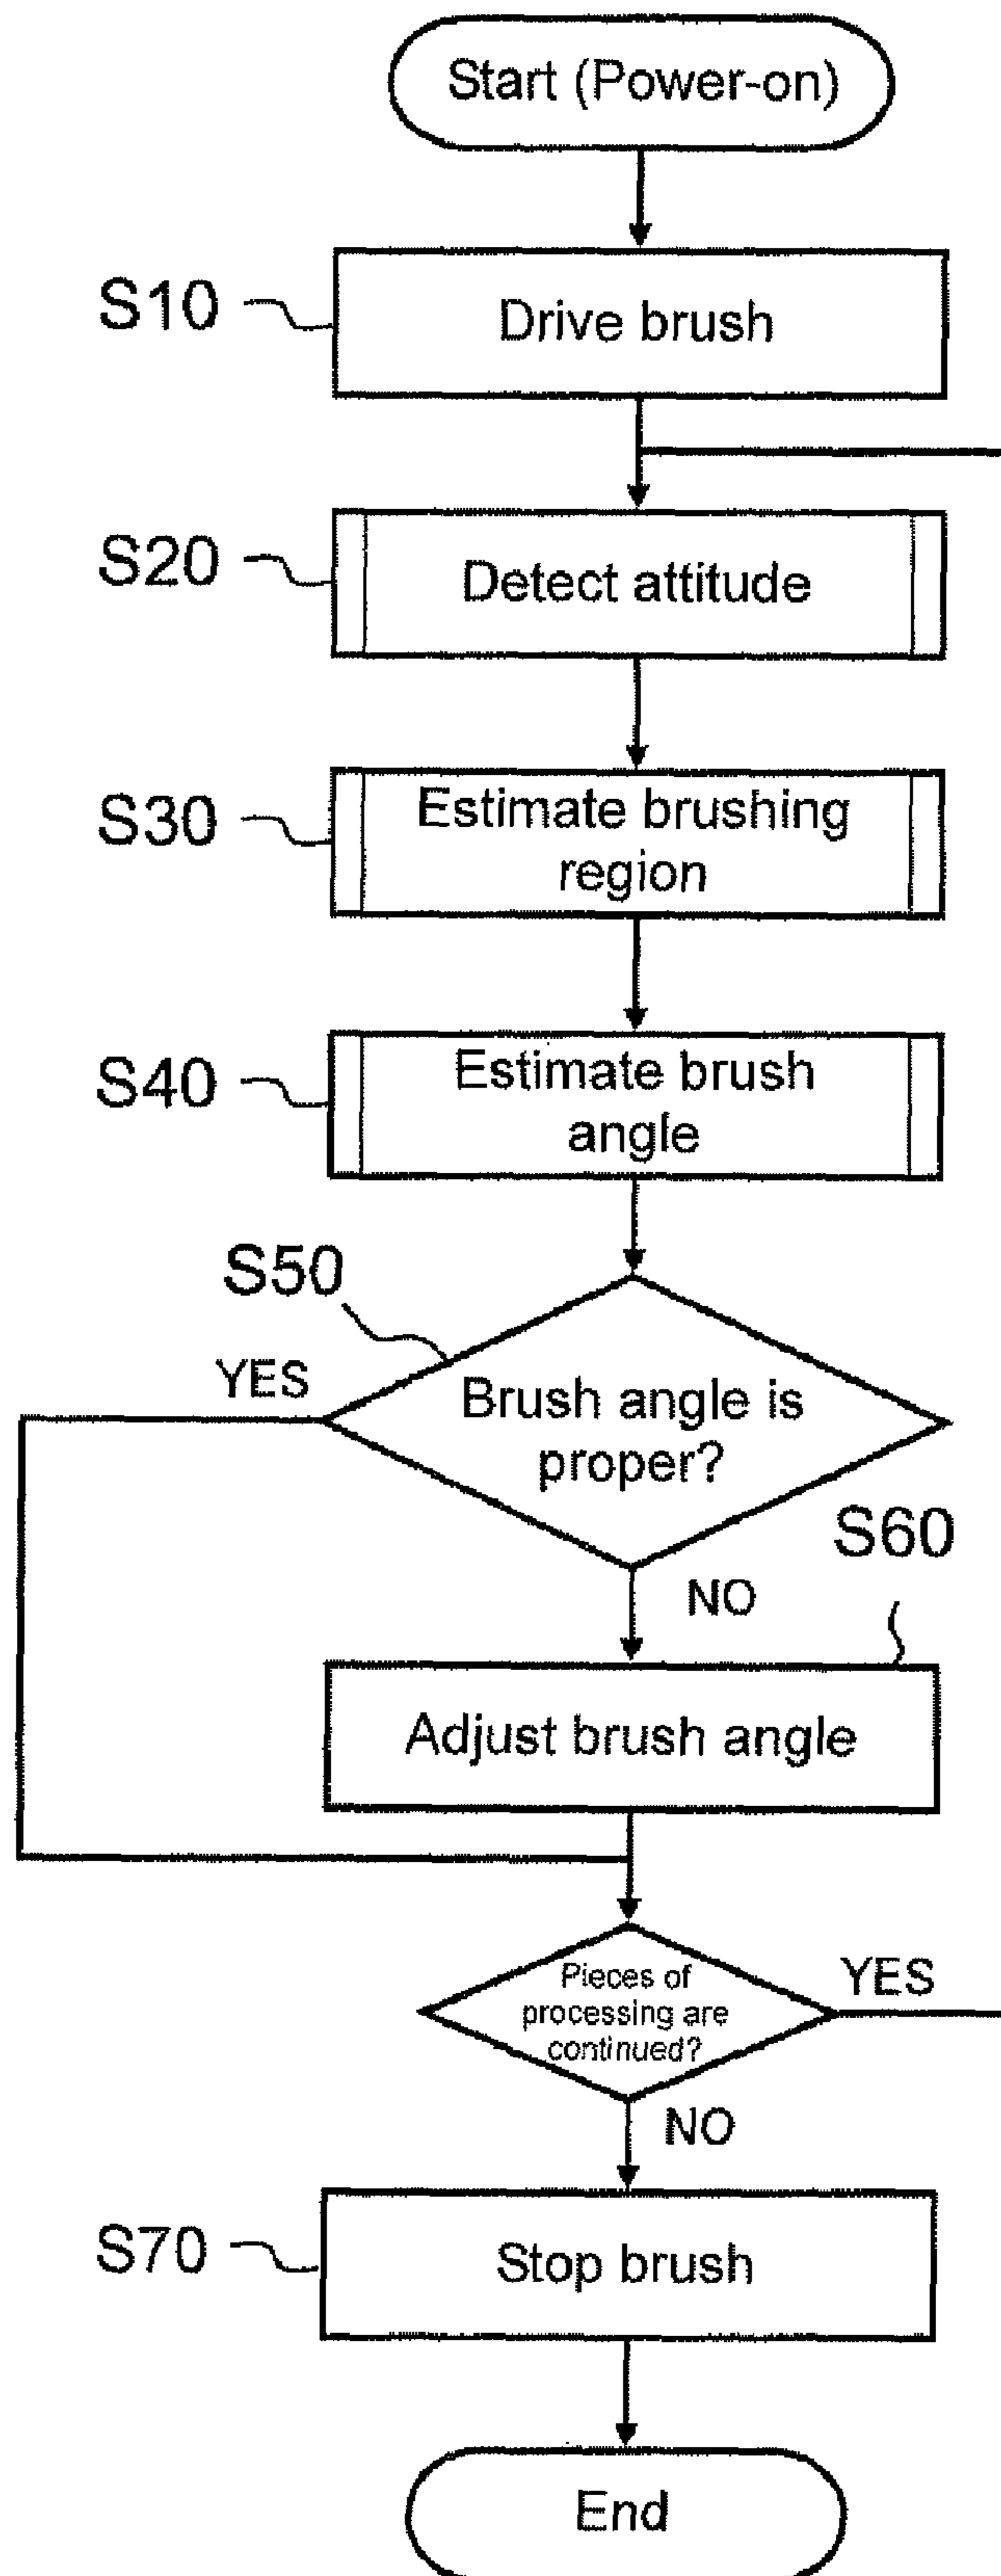 Start (Power-on)
S10
Drive brush
S20
Detect attitude
S30
Estimate brushing
region
S40
Estimate brush
angle
S50
YES
Brush angle is
proper?
S60
NO
Adjust brush angle
Pieces of
processing are
continued?
YES
NO
S70
Stop brush
End